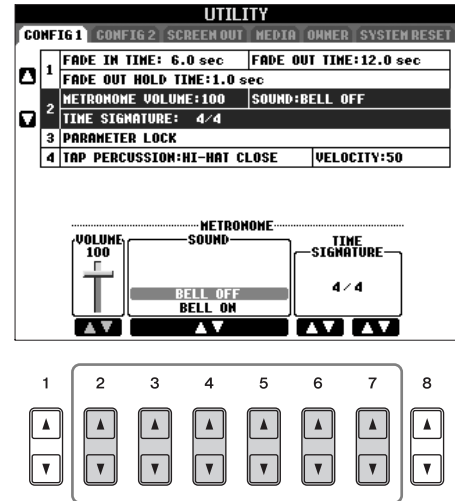 UTILITY
CONFIG 1 CONFIG 2 SCREEN OUT MEDIA OWNER SYSTEM RESET
1 FADE IN TIME: 6.0 sec FADE OUT TIME:12.0 sec
FADE OUT HOLD TIME:1.0 sec
2 METRONOME VOLUME:100 SOUND:BELL OFF
TIME SIGNATURE: 4/4
3 PARAMETER LOCK
4 TAP PERCUSSION:HI-HAT CLOSE VELOCITY:50
METRONOME
VOLUME SOUND TIME SIGNATURE
100
4/4
BELL OFF
BELL ON
1 2 3 4 5 6 7 8